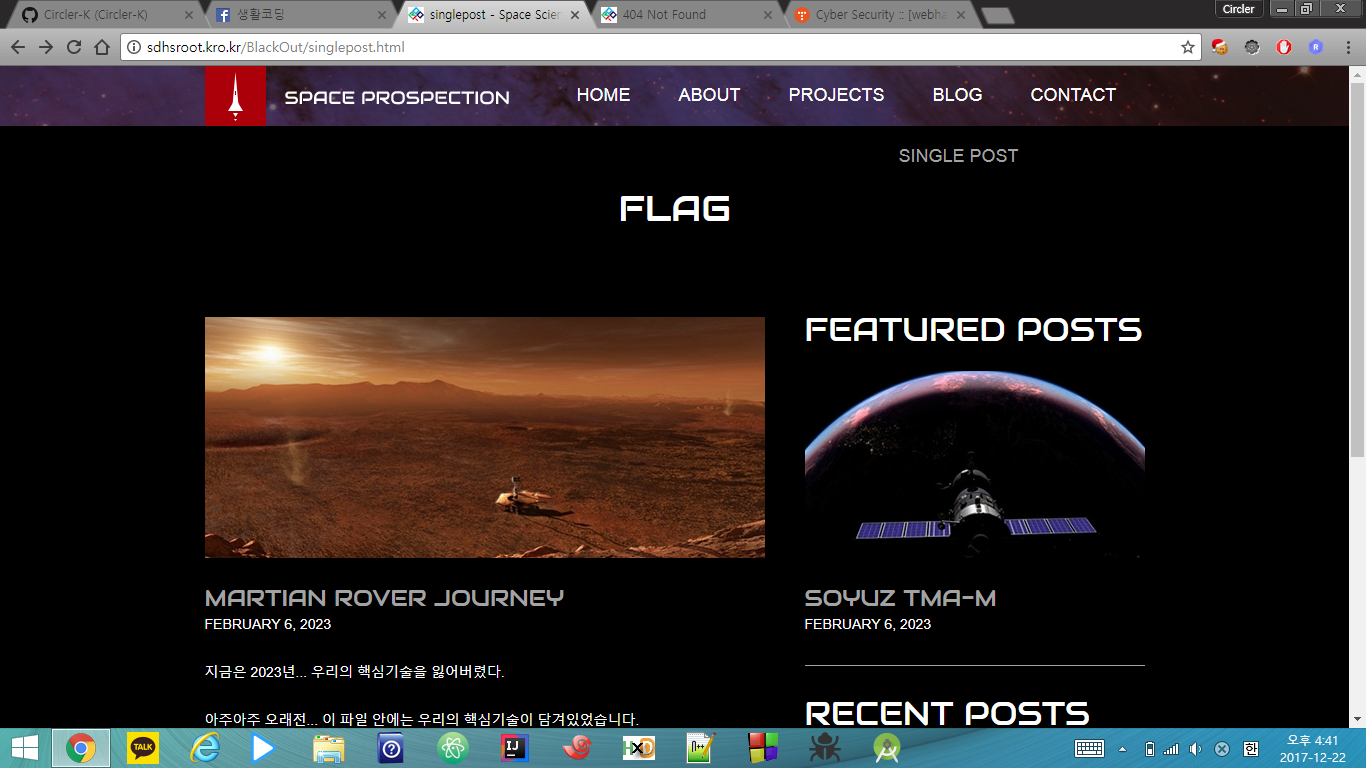 Circler-K (Circler-K)
생활코딩
singlepost - Space Scien
404 Not Found
Cyber Security :: [webha
Circler
sdhsroot.kro.kr/BlackOut/singlepost.html
SPACE PROSPECTION
HOME
ABOUT
PROJECTS
BLOG
CONTACT
SINGLE POST
FLAG
FEATURED POSTS
MARTIAN ROVER JOURNEY
FEBRUARY 6, 2023
지금은 2023년... 우리의 핵심기술을 잃어버렸다.
아주아주 오래전... 이 파일 안에는 우리의 핵심기술이 담겨있었습니다.
SOYUZ TMA-M
FEBRUARY 6, 2023
RECENT POSTS
TALK
IJ
HXD
한
오후 4:41
2017-12-22